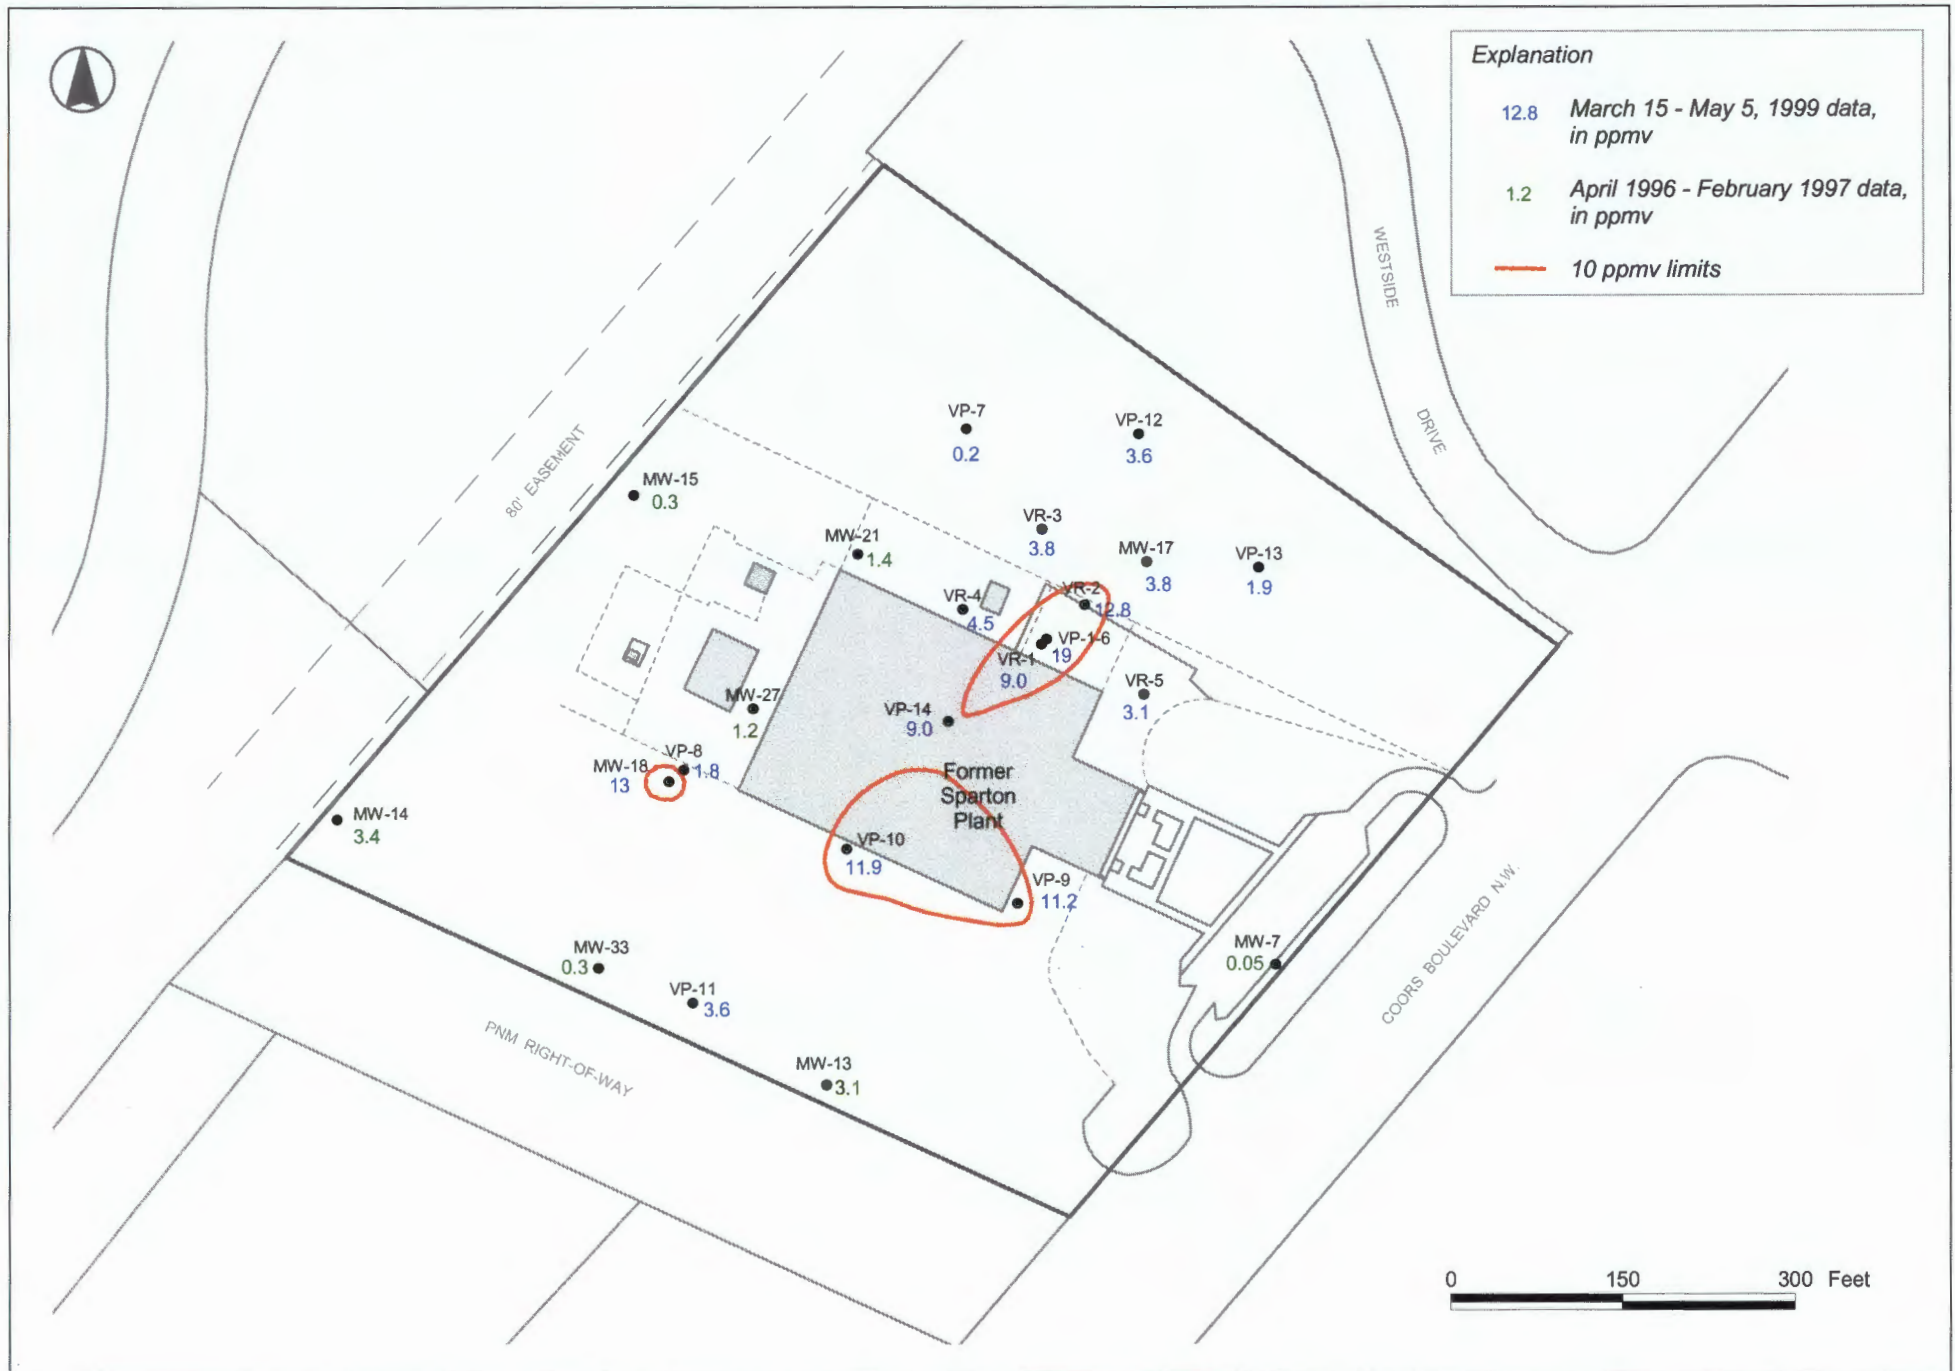 Explanation
12.8 March 15 - May 5, 1999 data,
in ppmv
1.2 April 1996 - February 1997 data,
in ppmv
10 ppmv limits
WESTSIDE
DRIVE
80' EASEMENT
VP-7
0.2
VP-12
3.6
MW-15
0.3
VR-3
3.8
MW-21
1.4
MW-17
3.8
VP-13
1.9
VR-4
4.5
VR-2
12.8
VP-1-6
19
VR-1
9.0
VR-5
3.1
MW-27
1.2
VP-14
9.0
VP-8
1.8
MW-18
13
Former
Sparton
Plant
MW-14
3.4
VP-10
11.9
VP-9
11.2
MW-33
0.3
MW-7
0.05
VP-11
3.6
MW-13
3.1
COORS BOULEVARD N.W.
PNM RIGHT-OF-WAY
0 150 300 Feet